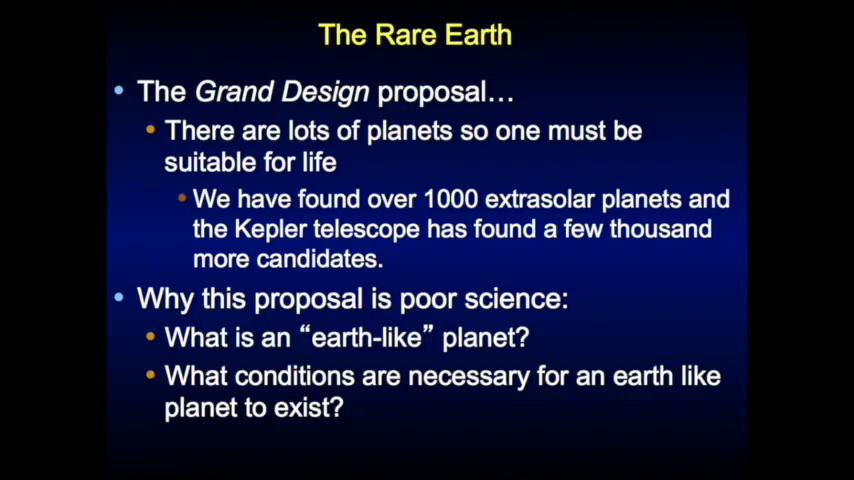 The Rare Earth
• The Grand Design proposal…
• There are lots of planets so one must be
suitable for life
• We have found over 1000 extrasolar planets and
the Kepler telescope has found a few thousand
more candidates.
• Why this proposal is poor science:
• What is an “earth-like” planet?
• What conditions are necessary for an earth like
planet to exist?